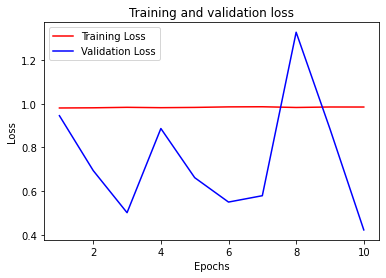 Training and validation loss
Training Loss
Validation Loss
Loss
1.2
1.0
0.8
0.6
0.4
2 4 6 8 10
Epochs